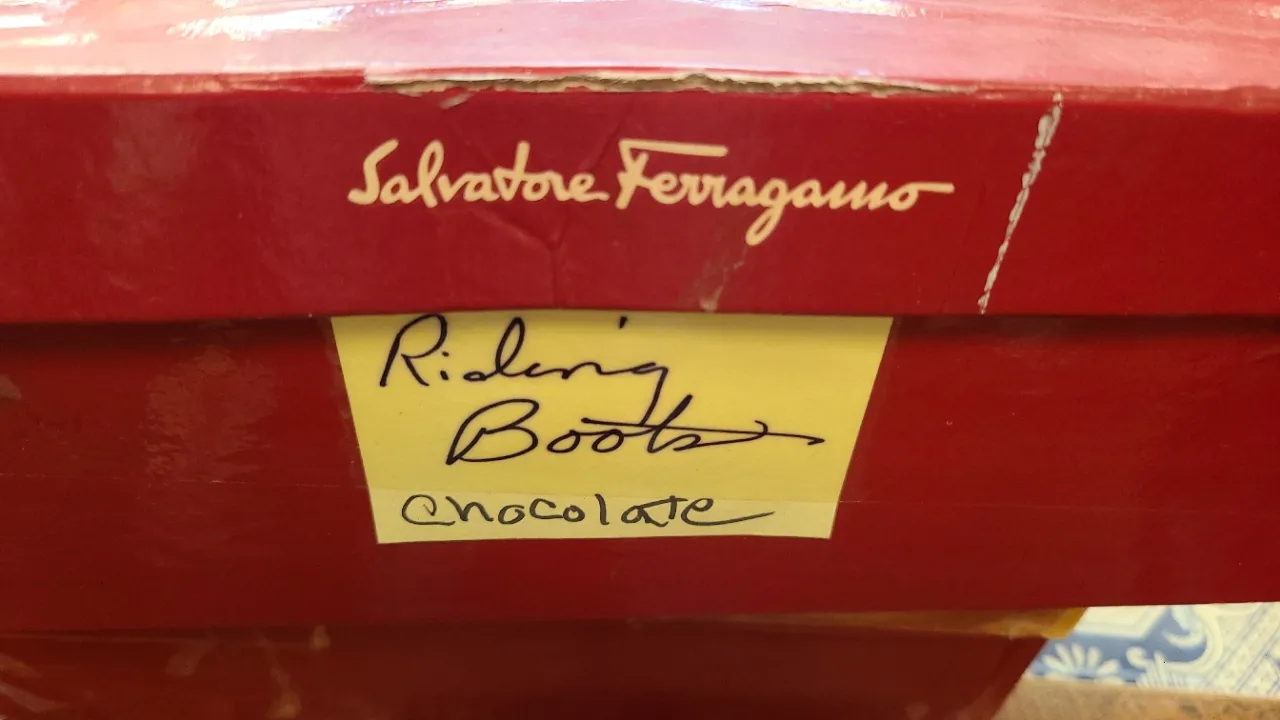 Salvatore Ferragamo
Riding
Boots
Chocolate